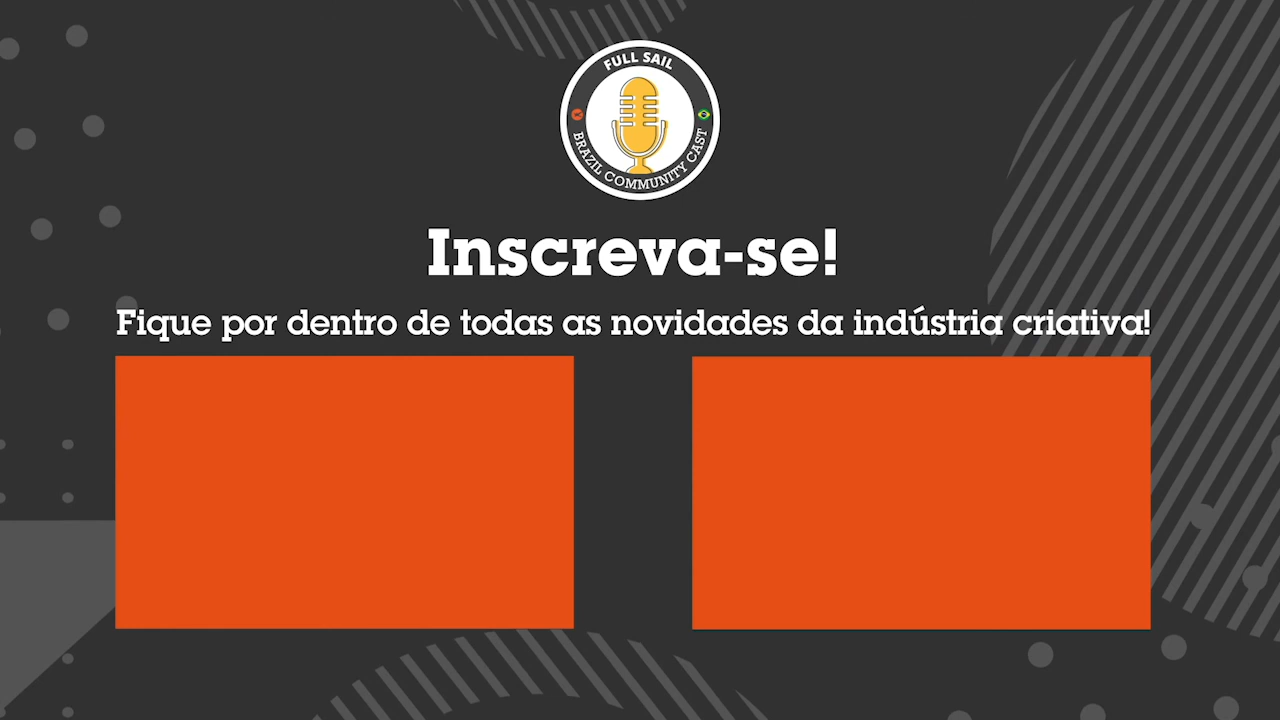 FULL SAIL
BRAZIL COMMUNITY CAST
Inscreva-se!
Fique por dentro de todas as novidades da indústria criativa!